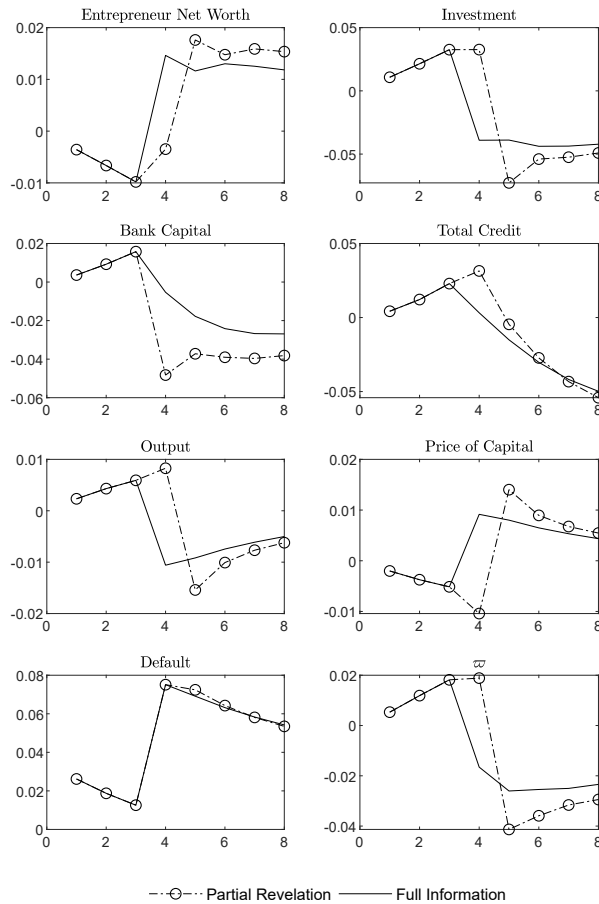 Entrepreneur Net Worth
0.02
0.01
0
-0.01
0 2 4 6 8
Investment
0.05
0
-0.05
0 2 4 6 8
Bank Capital
0.02
0
-0.02
-0.04
-0.06
0 2 4 6 8
Total Credit
0.05
0
-0.05
0 2 4 6 8
Output
0.01
0
-0.01
-0.02
0 2 4 6 8
Price of Capital
0.02
0.01
0
-0.01
0 2 4 6 8
Default
0.08
0.06
0.04
0.02
0
0 2 4 6 8
ϖ
0.02
0
-0.02
-0.04
0 2 4 6 8
Partial Revelation Full Information